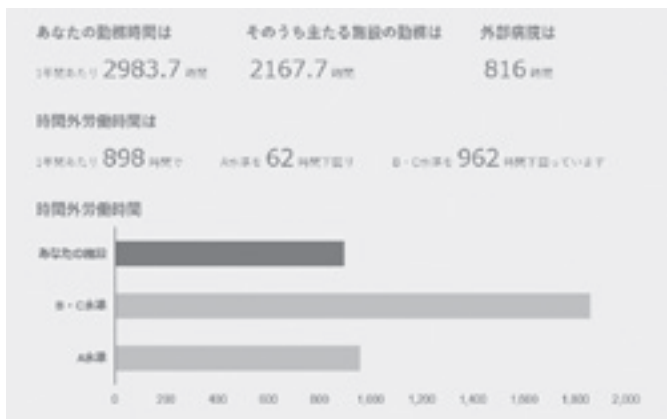 あなたの勤務時間は そのうち主たる施設の勤務は 外部病院は
1年間あたり 2983.7 時間 2167.7 時間 816 時間
時間外労働時間は
1年間あたり 898 時間で A水準を 62 時間下回り B・C水準を 962 時間下回っています
時間外労働時間
あなたの施設
B・C水準
A水準
0 200 400 600 800 1,000 1,200 1,400 1,600 1,800 2,000